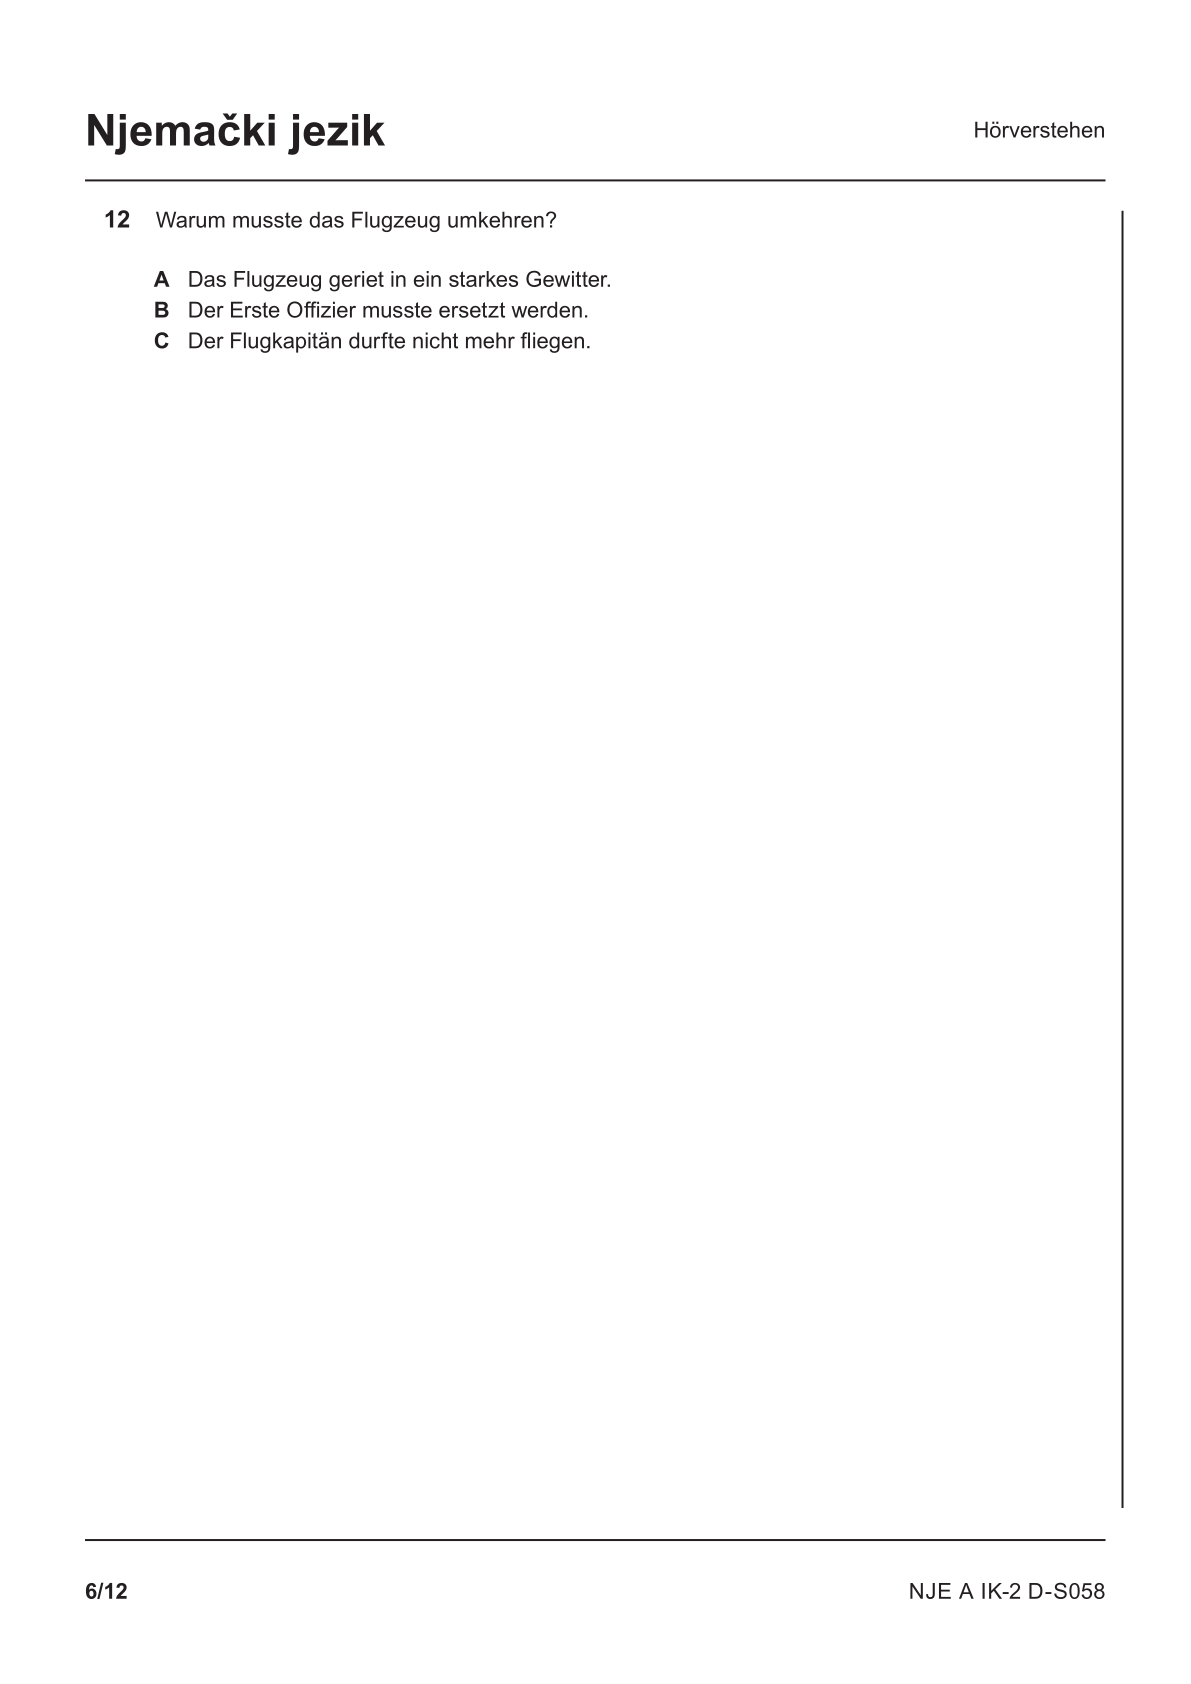 Njemački jezik
Hörverstehen
12 Warum musste das Flugzeug umkehren?
A Das Flugzeug geriet in ein starkes Gewitter.
B Der Erste Offizier musste ersetzt werden.
C Der Flugkapitän durfte nicht mehr fliegen.
6/12
NJE A IK-2 D-S058